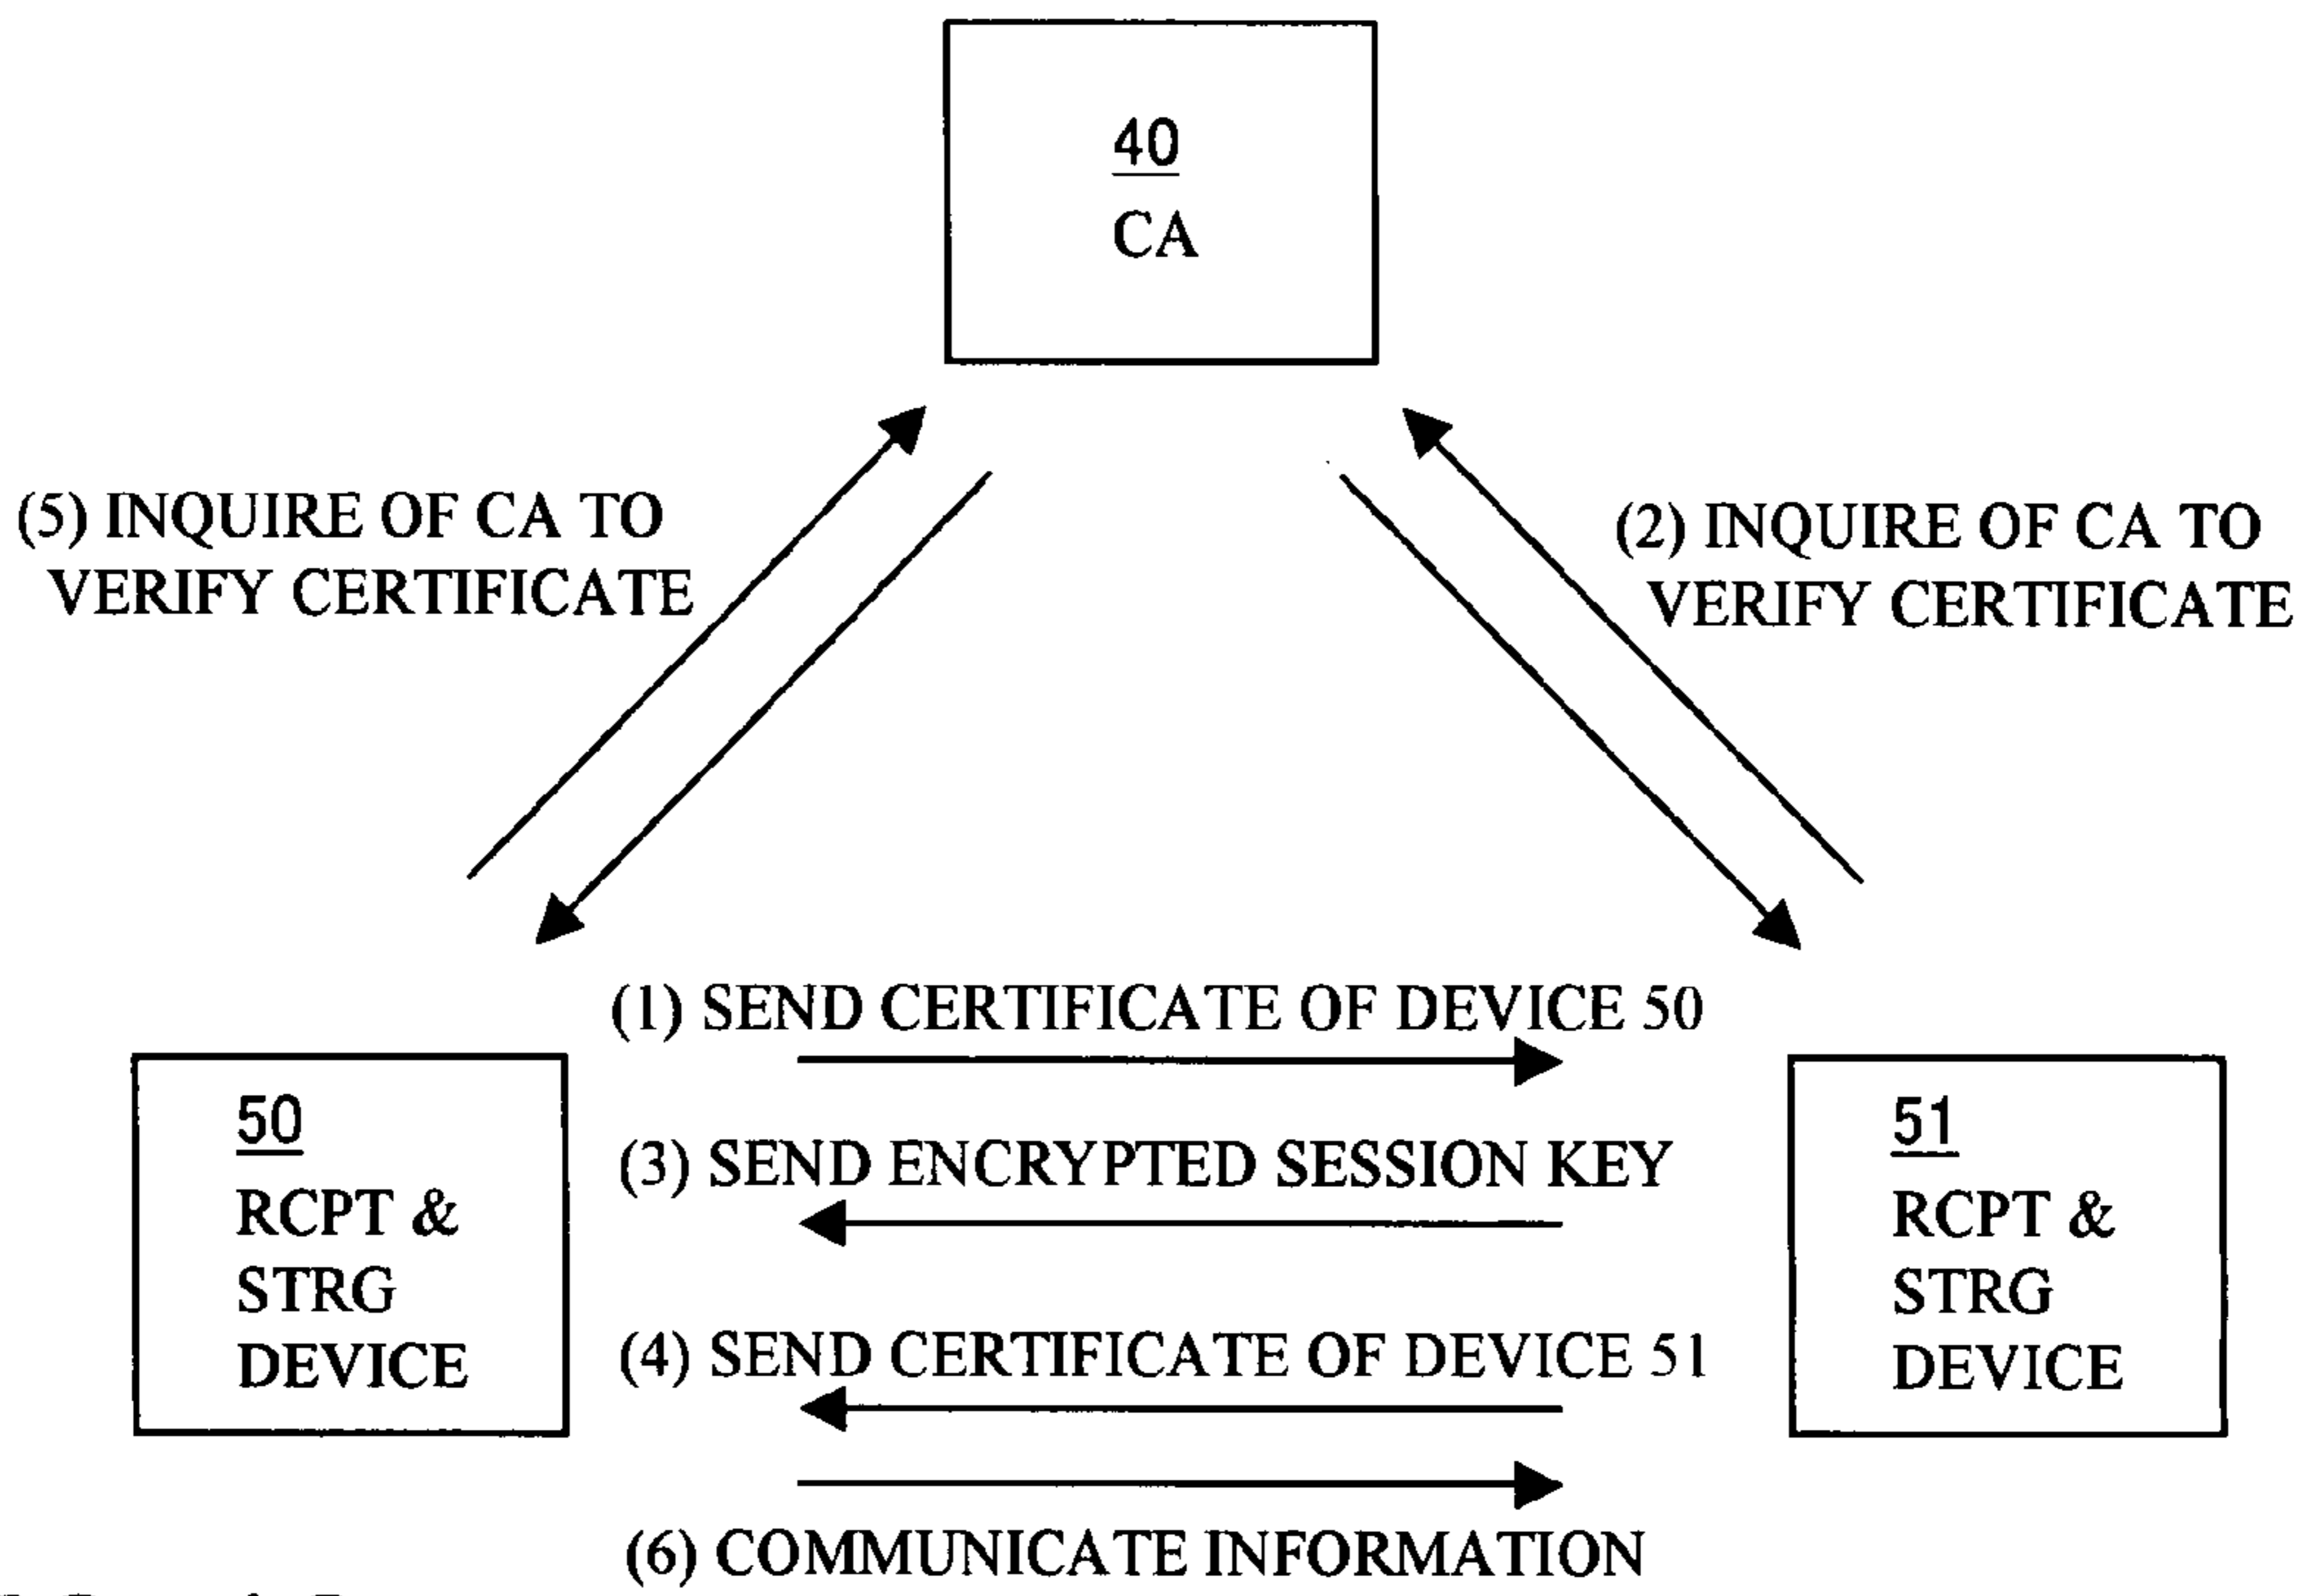 40
CA
(5) INQUIRE OF CA TO
VERIFY CERTIFICATE
(2) INQUIRE OF CA TO
VERIFY CERTIFICATE
(1) SEND CERTIFICATE OF DEVICE 50
50
RCPT &
STRG
DEVICE
(3) SEND ENCRYPTED SESSION KEY
(4) SEND CERTIFICATE OF DEVICE 51
(6) COMMUNICATE INFORMATION
51
RCPT &
STRG
DEVICE